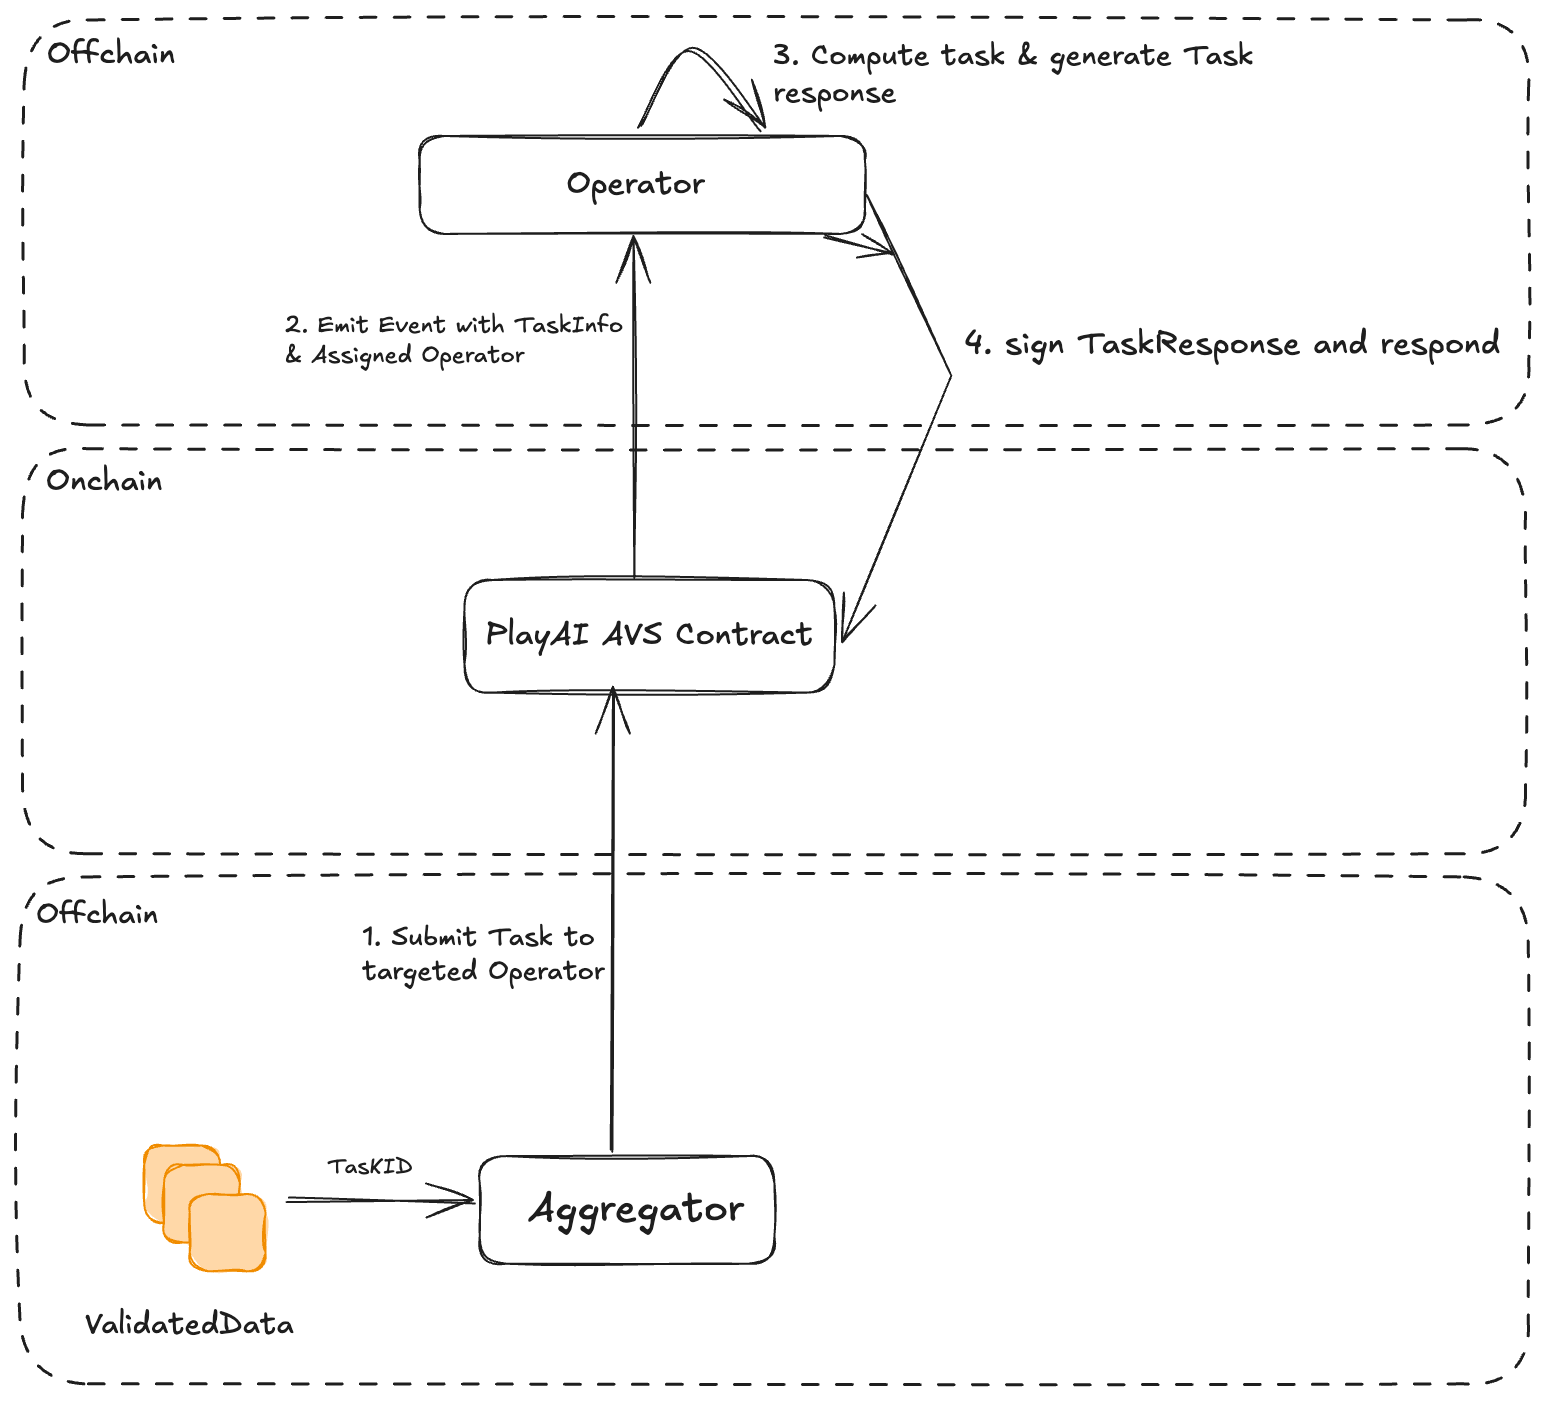 Offchain
3. Compute task & generate Task
response
Operator
2. Emit Event with TaskInfo
& Assigned Operator
4. sign TaskResponse and respond
Onchain
PlayAI AVS Contract
Offchain
1. Submit Task to
targeted Operator
TasKID
Aggregator
ValidatedData